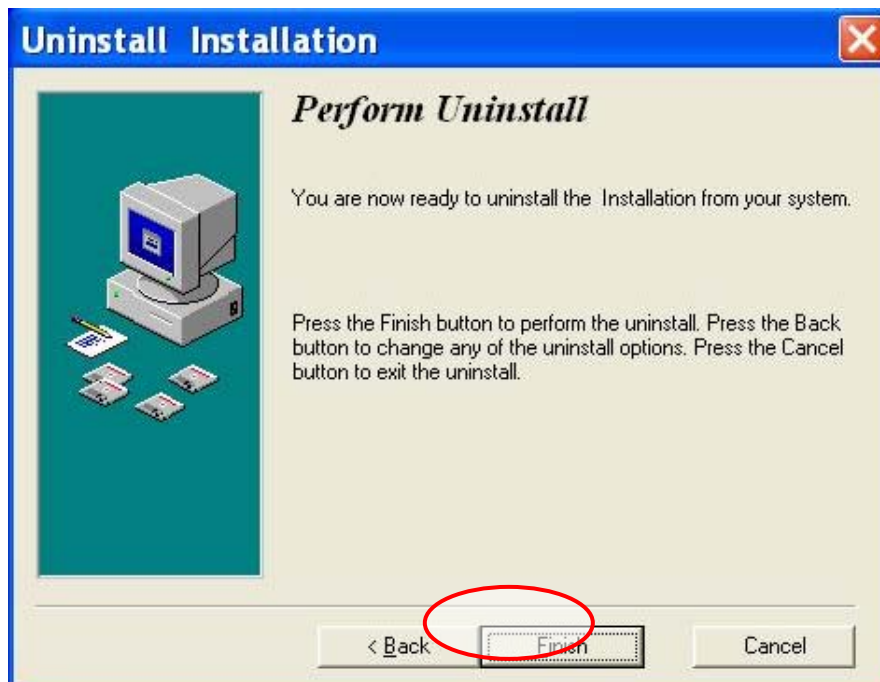 Uninstall Installation
Perform Uninstall
You are now ready to uninstall the Installation from your system.
Press the Finish button to perform the uninstall. Press the Back
button to change any of the uninstall options. Press the Cancel
button to exit the uninstall.
< Back Finish Cancel